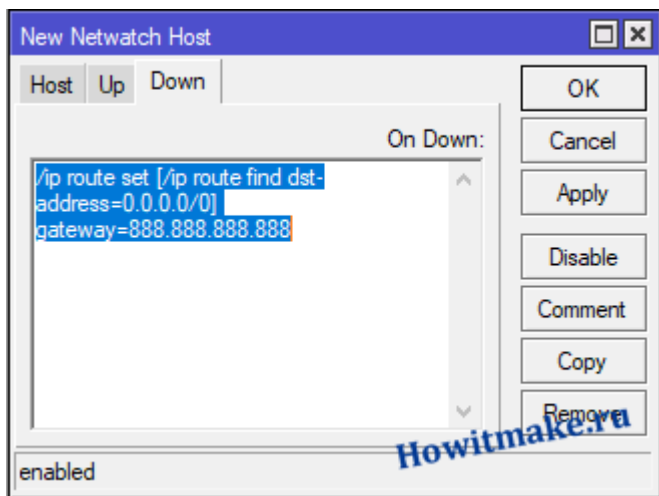 New Netwatch Host
Host Up Down
On Down:
/ip route set [/ip route find dst-
address=0.0.0.0/0]
gateway=888.888.888.888
OK
Cancel
Apply
Disable
Comment
Copy
Remove
Howitmake.ru
enabled